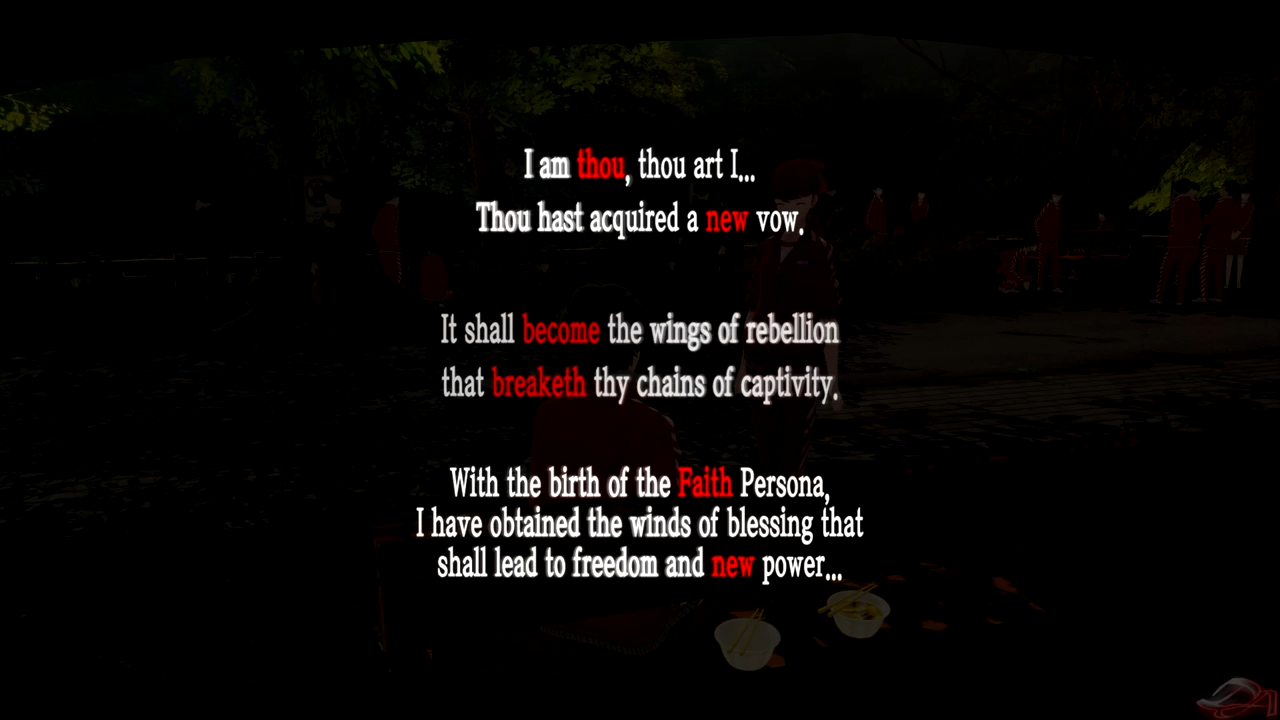 I am thou, thou art I...
Thou hast acquired a new vow.
It shall become the wings of rebellion
that breaketh thy chains of captivity.
With the birth of the Faith Persona,
I have obtained the winds of blessing that
shall lead to freedom and new power...